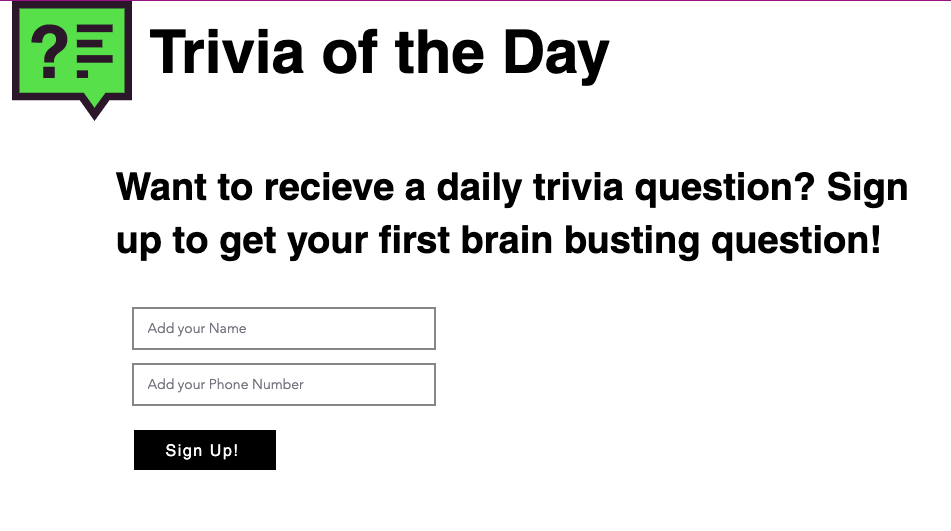 Trivia of the Day
Want to recieve a daily trivia question? Sign
up to get your first brain busting question!
Add your Name
Add your Phone Number
Sign Up!